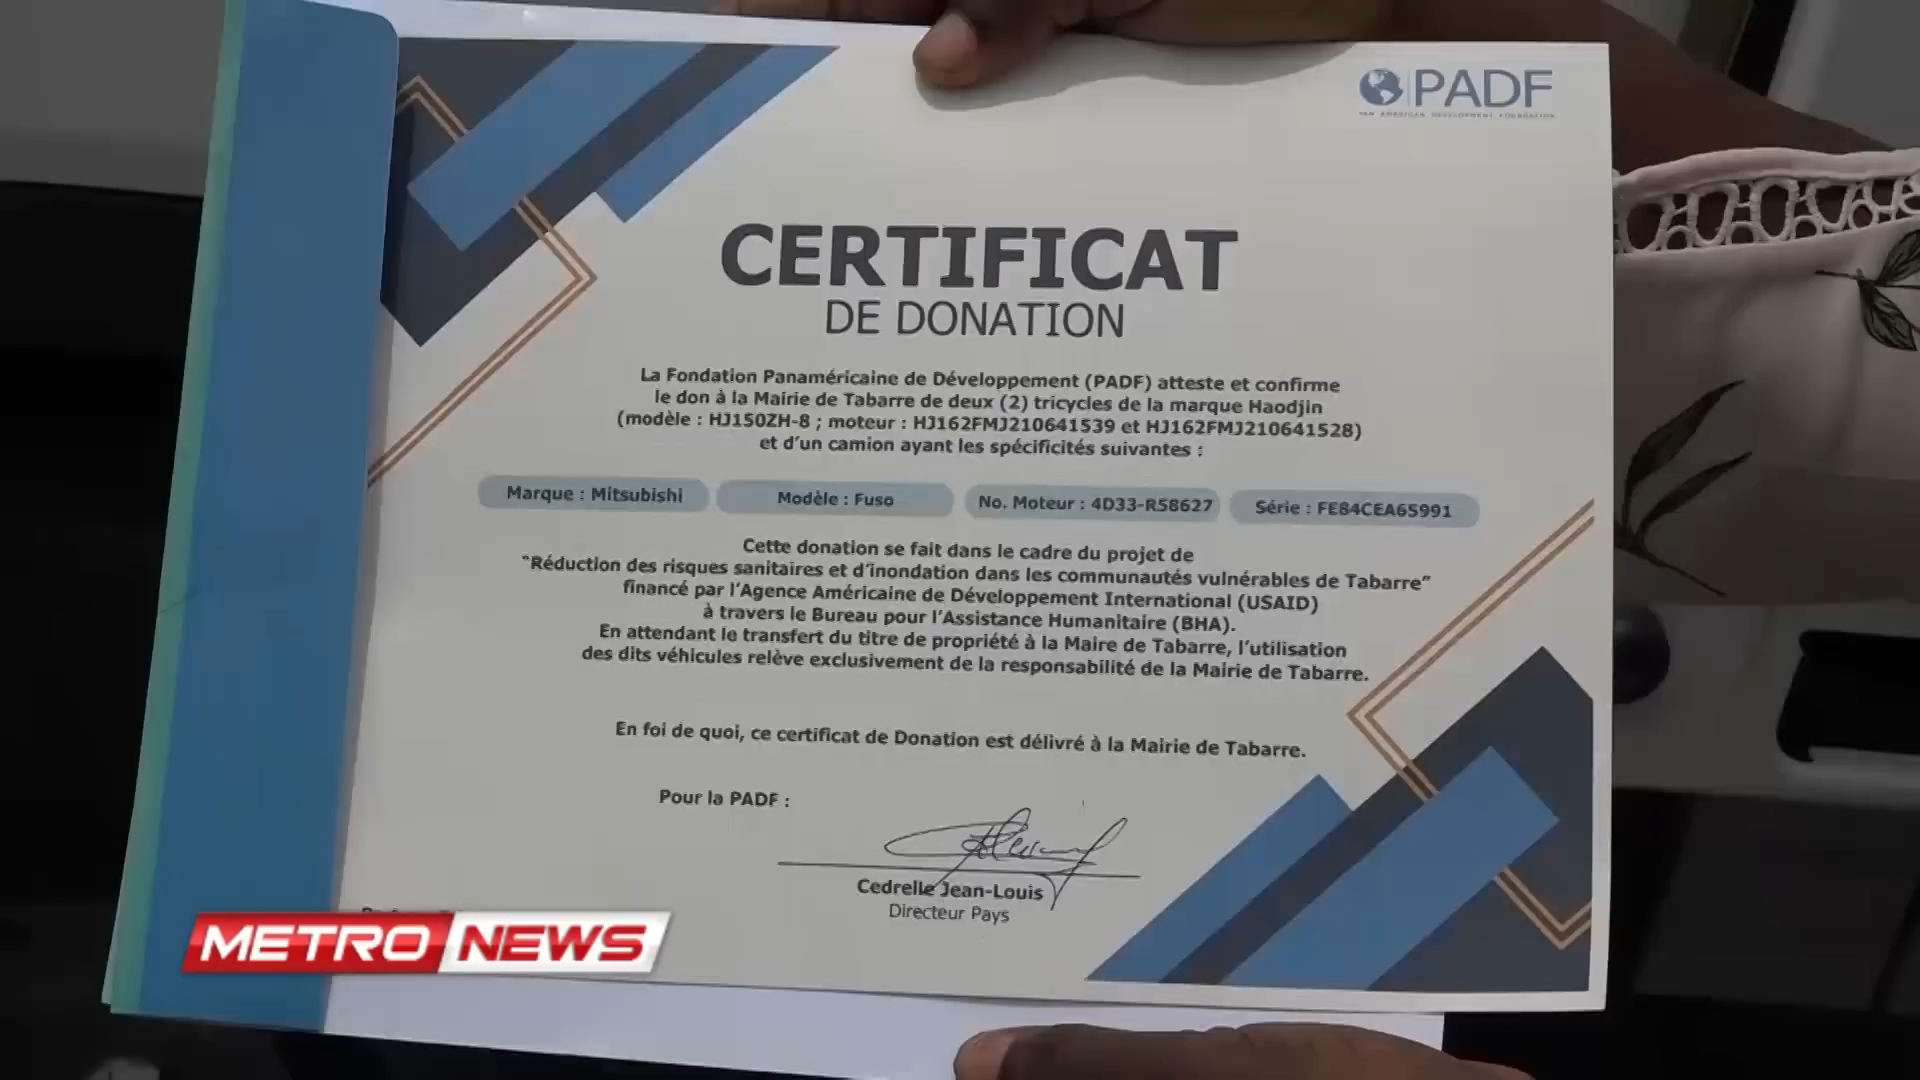 PADF
PAN AMERICAN DEVELOPMENT FOUNDATION
CERTIFICAT
DE DONATION
La Fondation Panaméricaine de Développement (PADF) atteste et confirme
le don à la Mairie de Tabarre de deux (2) tricycles de la marque Haodjin
(modèle : HJ150ZH-8 ; moteur : HJ162FMJ210641539 et HJ162FMJ210641528)
et d’un camion ayant les spécificités suivantes :
Marque : Mitsubishi Modèle : Fuso No. Moteur : 4D33-R58627 Série : FE84CEA65991
Cette donation se fait dans le cadre du projet de
“Réduction des risques sanitaires et d’inondation dans les communautés vulnérables de Tabarre”
financé par l’Agence Américaine de Développement International (USAID)
à travers le Bureau pour l’Assistance Humanitaire (BHA).
En attendant le transfert du titre de propriété à la Maire de Tabarre, l’utilisation
des dits véhicules relève exclusivement de la responsabilité de la Mairie de Tabarre.
En foi de quoi, ce certificat de Donation est délivré à la Mairie de Tabarre.
Pour la PADF :
Cedrelle Jean-Louis
Directeur Pays
METRO NEWS